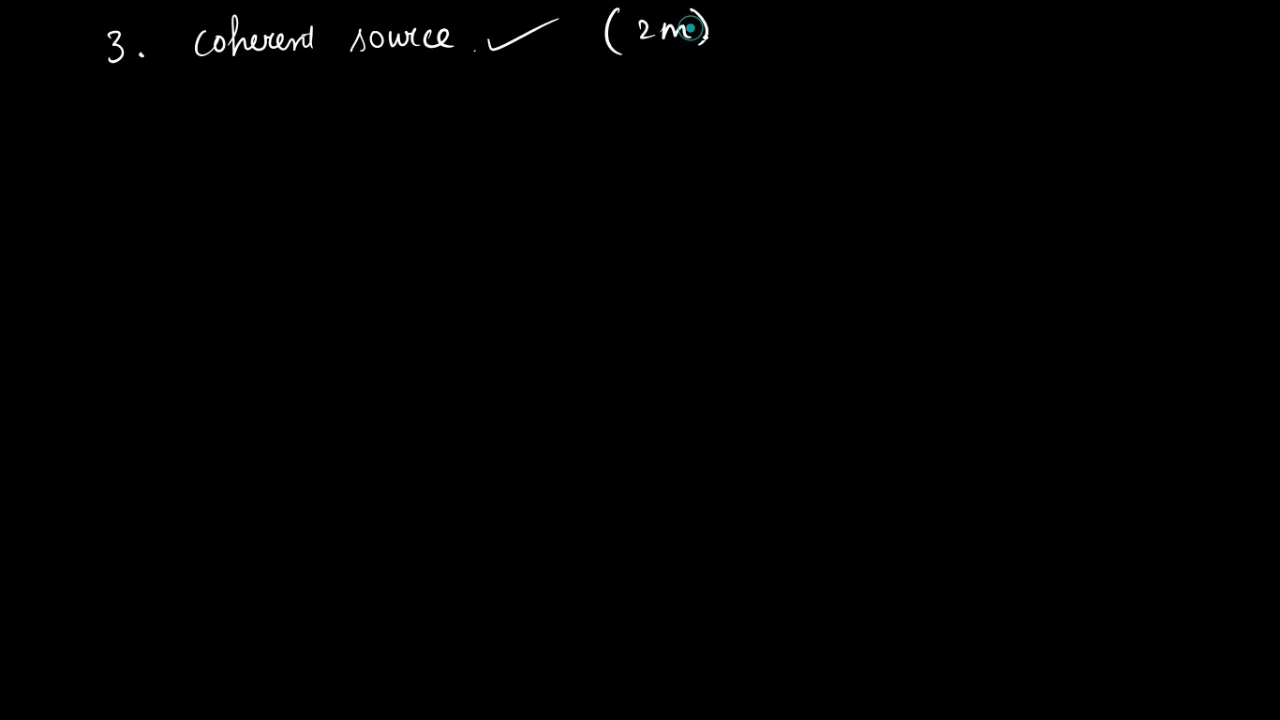 3. coherent source. ✓ (2m)